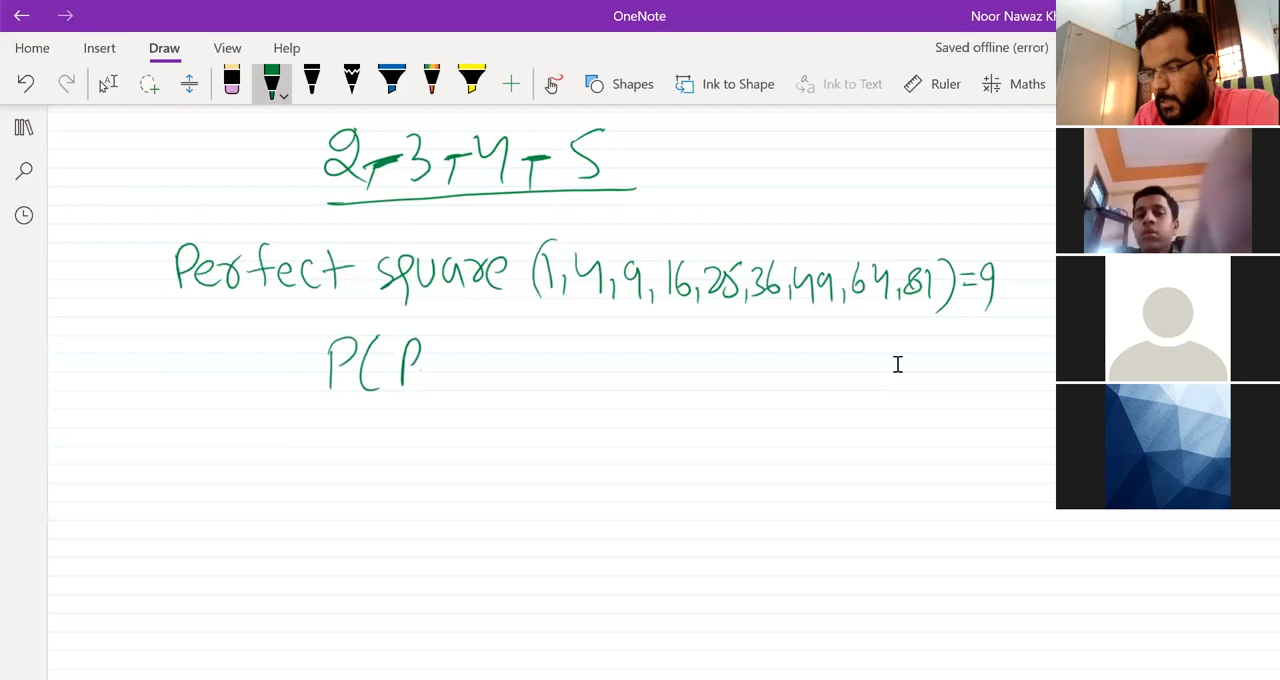 OneNote
Noor Nawaz Kh
Home Insert Draw View Help
Saved offline (error)
Shapes Ink to Shape Ink to Text Ruler Maths
2+3+4+5
Perfect square (1,4,9,16,25,36,49,64,81)=9
P( P